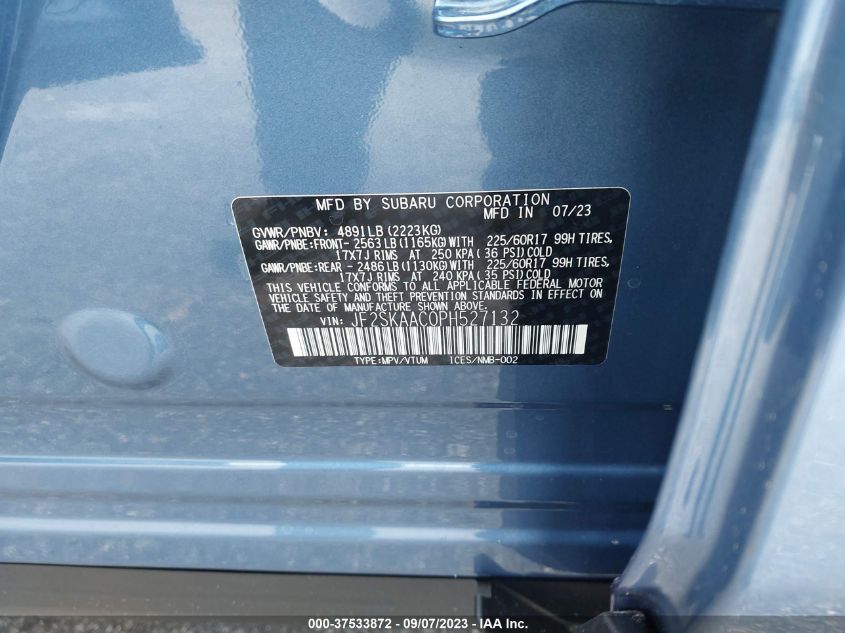 MFD BY SUBARU CORPORATION
MFD IN 07/23
GVWR/PNBV: 4891LB (2223KG)
GAWR/PNBE:FRONT- 2563 LB (1165KG) WITH 225/60R17 99H TIRES,
17X7J RIMS AT 250 KPA ( 36 PSI) COLD
GAWR/PNBE:REAR - 2486 LB (1130KG) WITH 225/60R17 99H TIRES,
17X7J RIMS AT 240 KPA ( 35 PSI) COLD
THIS VEHICLE CONFORMS TO ALL APPLICABLE FEDERAL MOTOR
VEHICLE SAFETY AND THEFT PREVENTION STANDARDS IN EFFECT ON
THE DATE OF MANUFACTURE SHOWN ABOVE.
VIN: JF2SKAAC0PH527132
TYPE:MPV/VTUM ICES/NMB-002
000-37533872 - 09/07/2023 - IAA Inc.